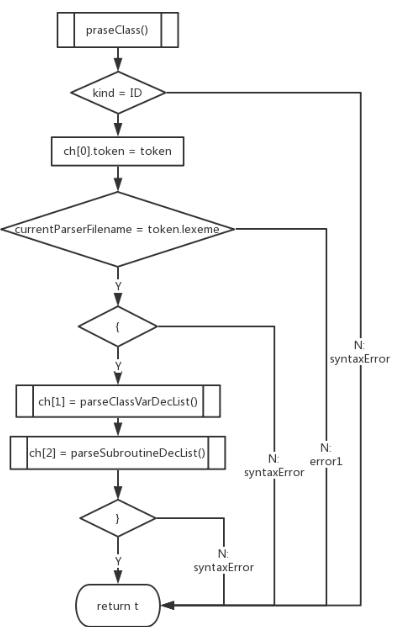 praseClass()
kind = ID
ch[0].token = token
currentParserFilename = token.lexeme
Y
{
N:
syntaxError
Y
ch[1] = parseClassVarDecList()
ch[2] = parseSubroutineDecList()
N:
error1
N:
syntaxError
}
N:
syntaxError
Y
return t